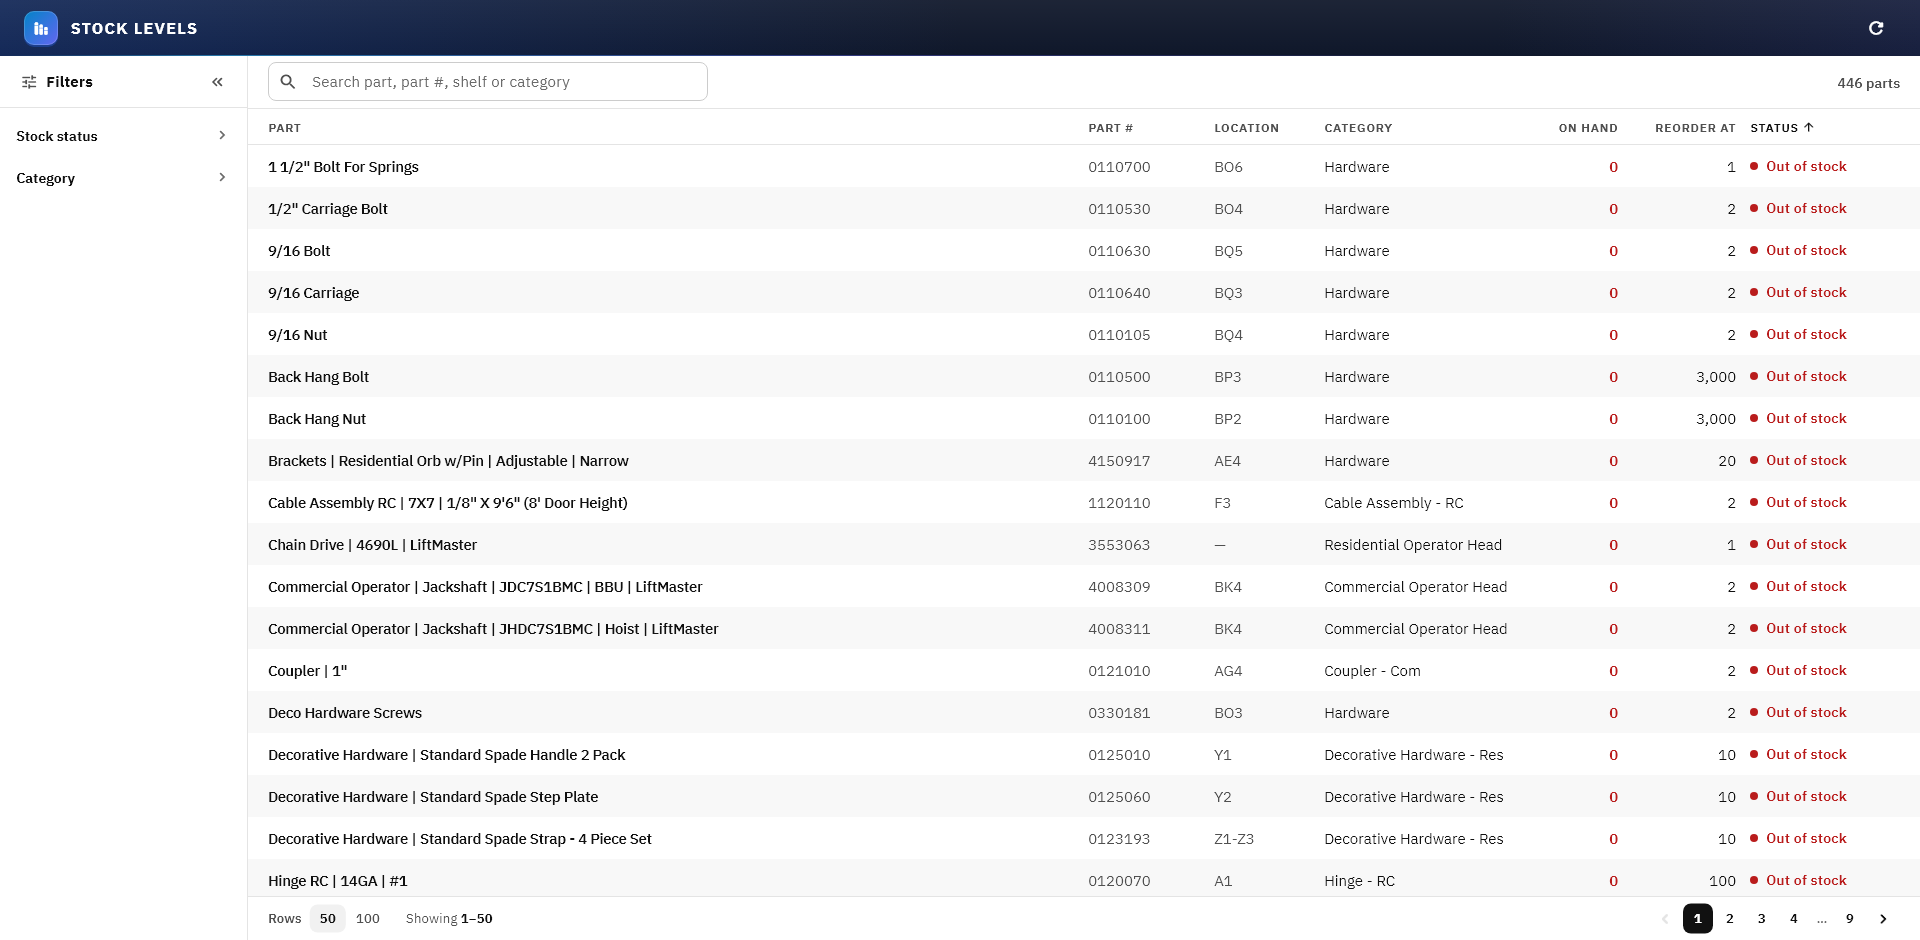 STOCK LEVELS
Filters
446 parts
Search part, part #, shelf or category
Stock status
Category
PART PART # LOCATION CATEGORY ON HAND REORDER AT STATUS
1 1/2" Bolt For Springs 0110700 BO6 Hardware 0 1 Out of stock
1/2" Carriage Bolt 0110530 BO4 Hardware 0 2 Out of stock
9/16 Bolt 0110630 BQ5 Hardware 0 2 Out of stock
9/16 Carriage 0110640 BQ3 Hardware 0 2 Out of stock
9/16 Nut 0110105 BQ4 Hardware 0 2 Out of stock
Back Hang Bolt 0110500 BP3 Hardware 0 3,000 Out of stock
Back Hang Nut 0110100 BP2 Hardware 0 3,000 Out of stock
Brackets | Residential Orb w/Pin | Adjustable | Narrow 4150917 AE4 Hardware 0 20 Out of stock
Cable Assembly RC | 7X7 | 1/8" X 9'6" (8' Door Height) 1120110 F3 Cable Assembly - RC 0 2 Out of stock
Chain Drive | 4690L | LiftMaster 3553063 — Residential Operator Head 0 1 Out of stock
Commercial Operator | Jackshaft | JDC7S1BMC | BBU | LiftMaster 4008309 BK4 Commercial Operator Head 0 2 Out of stock
Commercial Operator | Jackshaft | JHDC7S1BMC | Hoist | LiftMaster 4008311 BK4 Commercial Operator Head 0 2 Out of stock
Coupler | 1" 0121010 AG4 Coupler - Com 0 2 Out of stock
Deco Hardware Screws 0330181 BO3 Hardware 0 2 Out of stock
Decorative Hardware | Standard Spade Handle 2 Pack 0125010 Y1 Decorative Hardware - Res 0 10 Out of stock
Decorative Hardware | Standard Spade Step Plate 0125060 Y2 Decorative Hardware - Res 0 10 Out of stock
Decorative Hardware | Standard Spade Strap - 4 Piece Set 0123193 Z1-Z3 Decorative Hardware - Res 0 10 Out of stock
Hinge RC | 14GA | #1 0120070 A1 Hinge - RC 0 100 Out of stock
Rows 50 100 Showing 1–50 1 2 3 4 ... 9